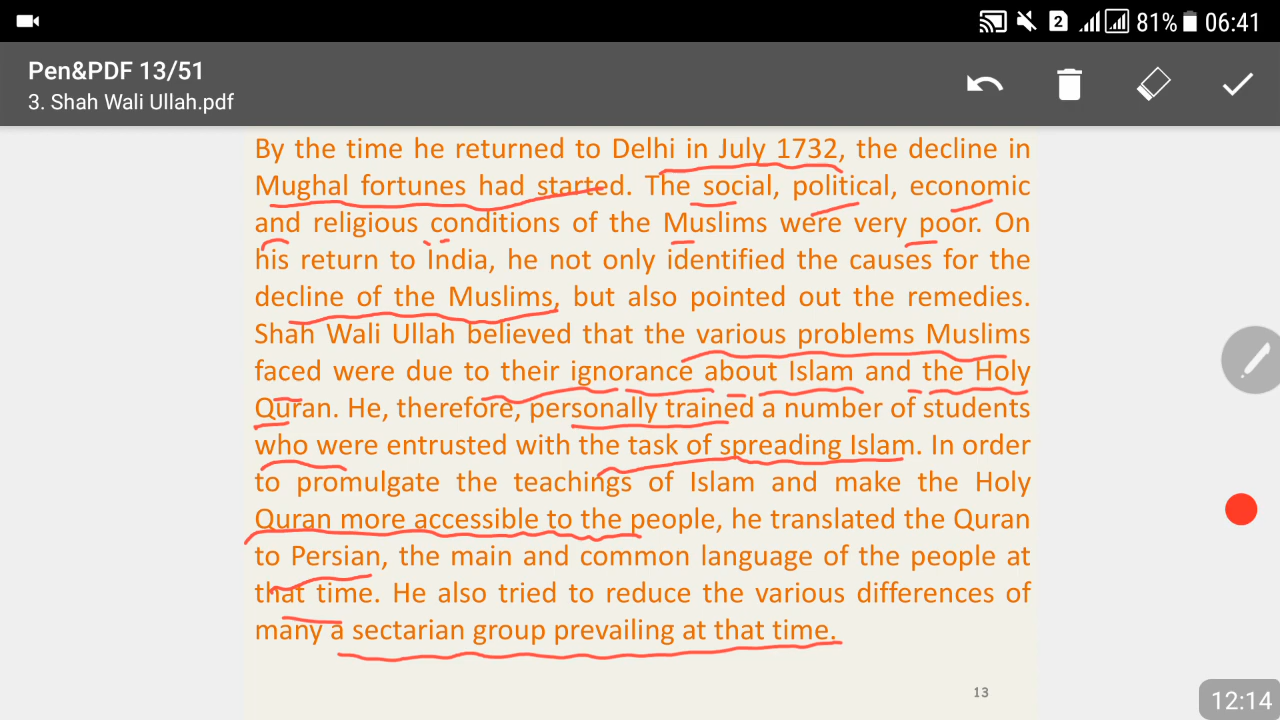 2 81% 06:41
Pen&PDF 13/51
3. Shah Wali Ullah.pdf
By the time he returned to Delhi in July 1732, the decline in
Mughal fortunes had started. The social, political, economic
and religious conditions of the Muslims were very poor. On
his return to India, he not only identified the causes for the
decline of the Muslims, but also pointed out the remedies.
Shah Wali Ullah believed that the various problems Muslims
faced were due to their ignorance about Islam and the Holy
Quran. He, therefore, personally trained a number of students
who were entrusted with the task of spreading Islam. In order
to promulgate the teachings of Islam and make the Holy
Quran more accessible to the people, he translated the Quran
to Persian, the main and common language of the people at
that time. He also tried to reduce the various differences of
many a sectarian group prevailing at that time.
13
12:14